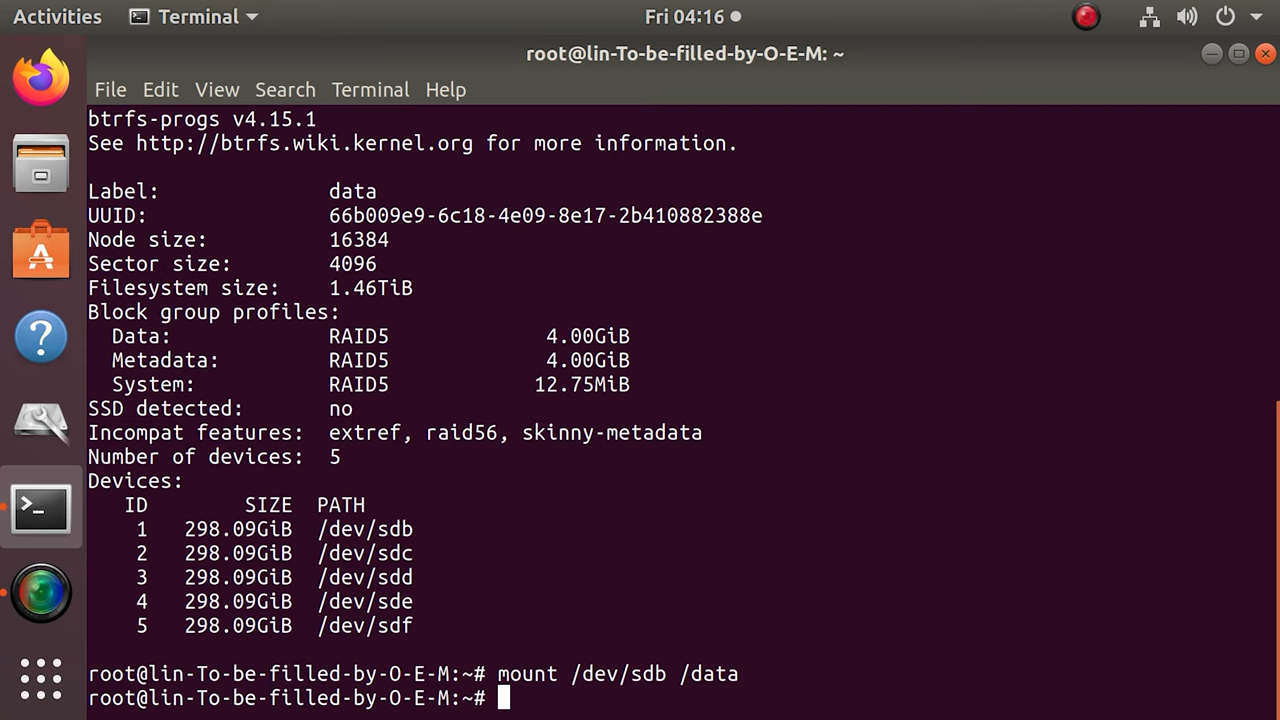 Activities Terminal Fri 04:16
root@lin-To-be-filled-by-O-E-M: ~
File Edit View Search Terminal Help
btrfs-progs v4.15.1
See http://btrfs.wiki.kernel.org for more information.
Label: data
UUID: 66b009e9-6c18-4e09-8e17-2b410882388e
Node size: 16384
Sector size: 4096
Filesystem size: 1.46TiB
Block group profiles:
Data: RAID5 4.00GiB
Metadata: RAID5 4.00GiB
System: RAID5 12.75MiB
SSD detected: no
Incompat features: extref, raid56, skinny-metadata
Number of devices: 5
Devices:
ID SIZE PATH
1 298.09GiB /dev/sdb
2 298.09GiB /dev/sdc
3 298.09GiB /dev/sdd
4 298.09GiB /dev/sde
5 298.09GiB /dev/sdf
root@lin-To-be-filled-by-O-E-M:~# mount /dev/sdb /data
root@lin-To-be-filled-by-O-E-M:~#